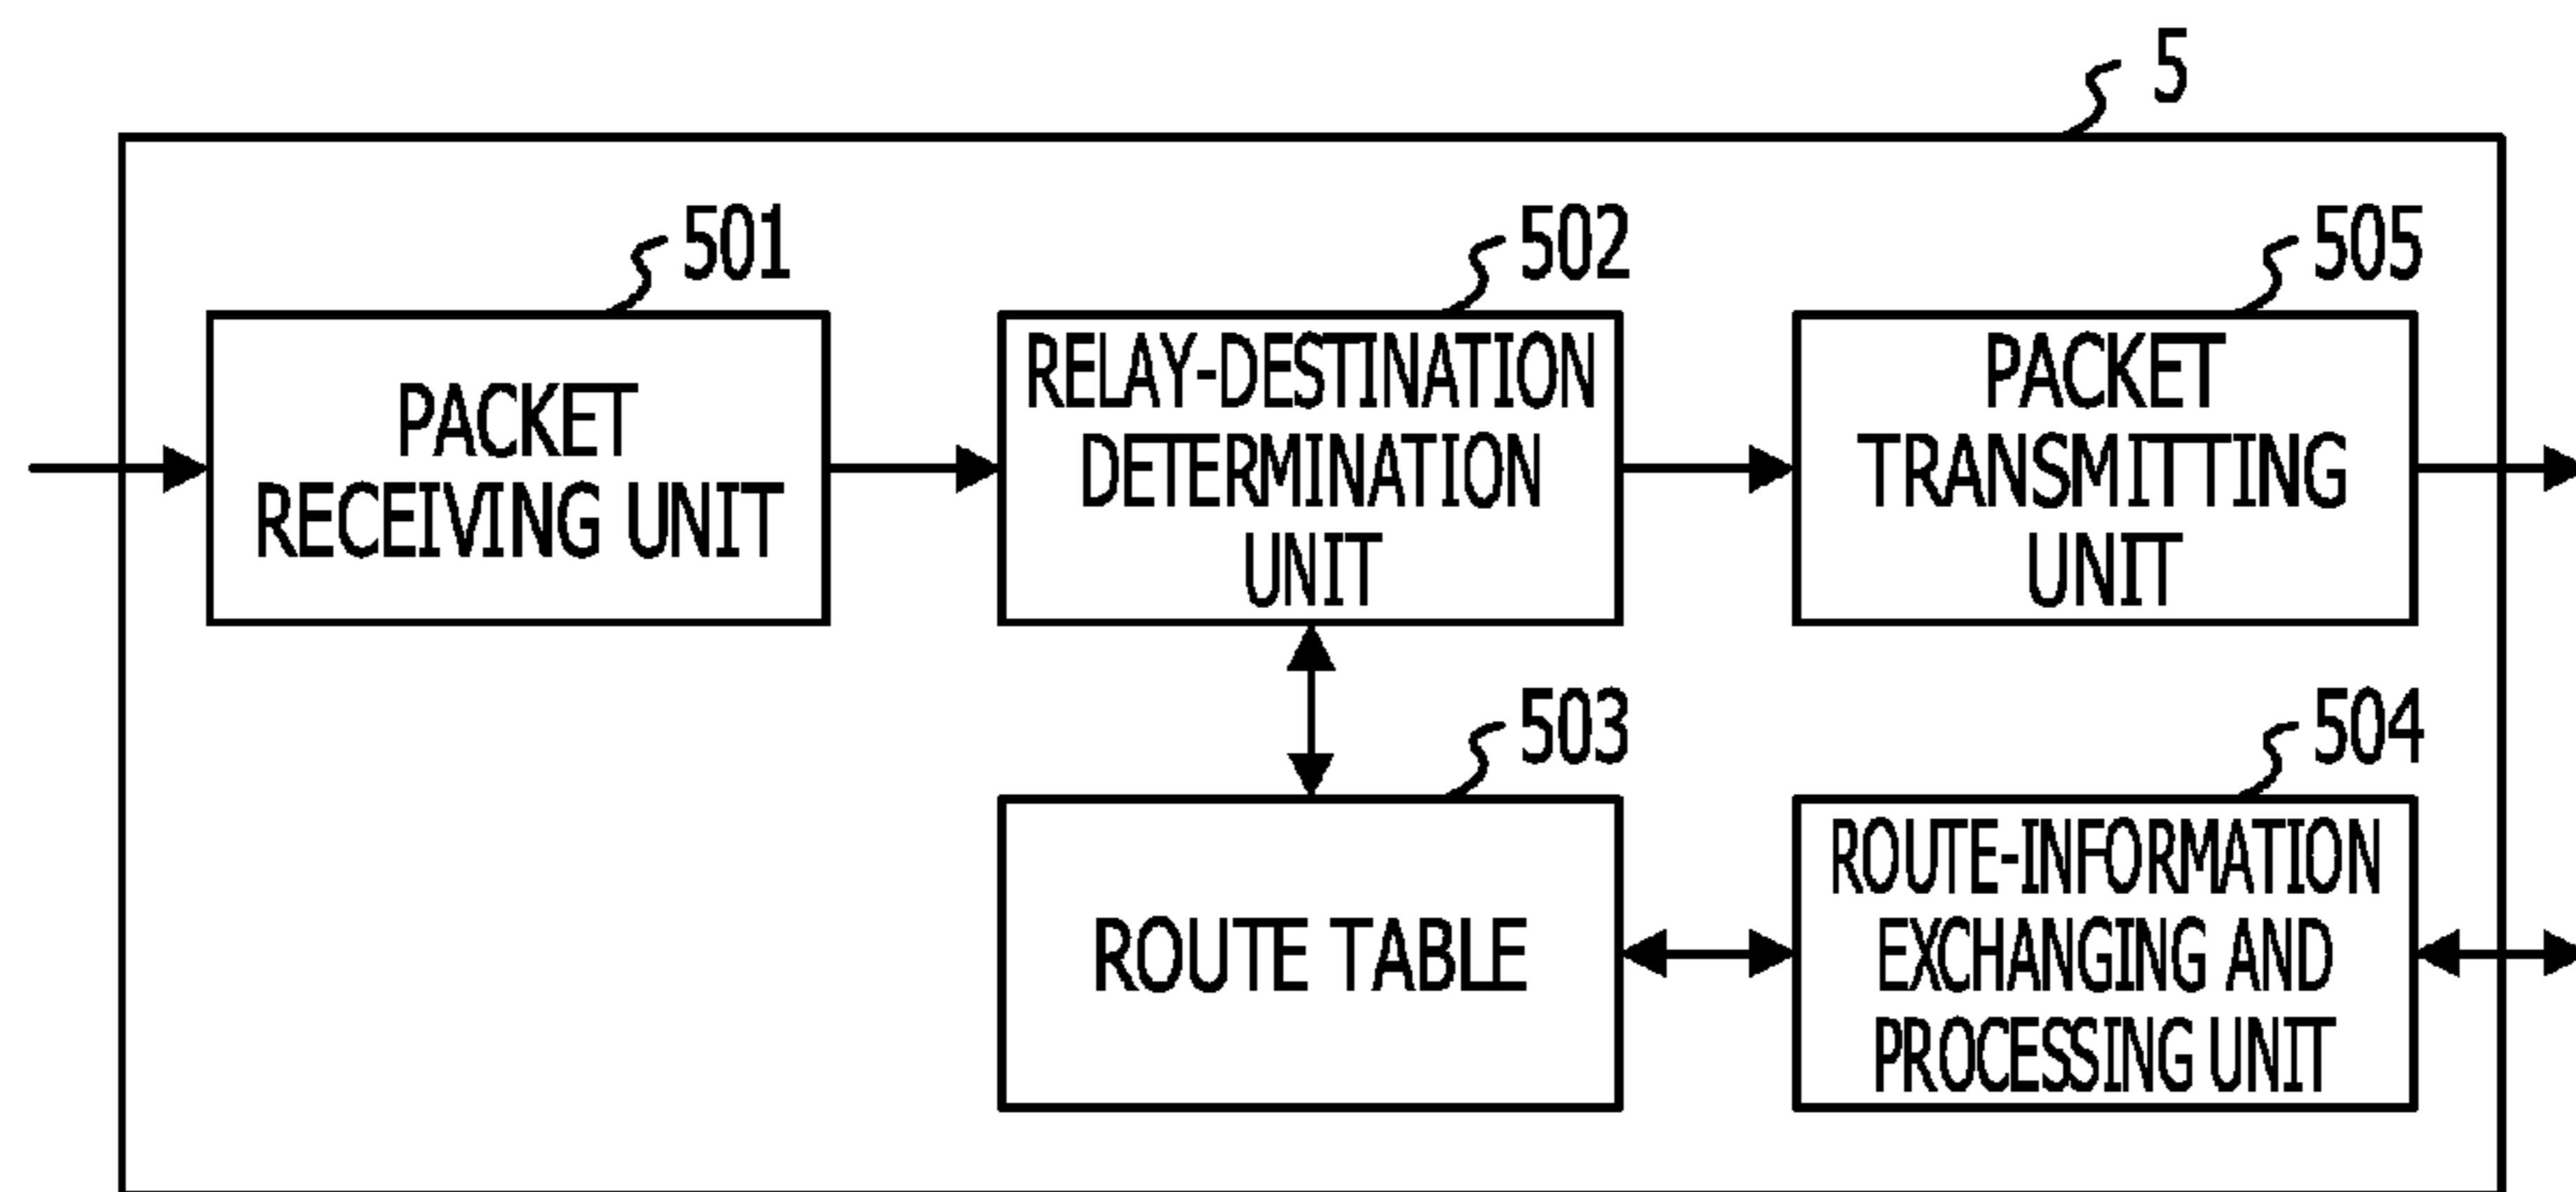 5
501
PACKET
RECEIVING UNIT
502
RELAY-DESTINATION
DETERMINATION
UNIT
505
PACKET
TRANSMITTING
UNIT
503
ROUTE TABLE
504
ROUTE-INFORMATION
EXCHANGING AND
PROCESSING UNIT